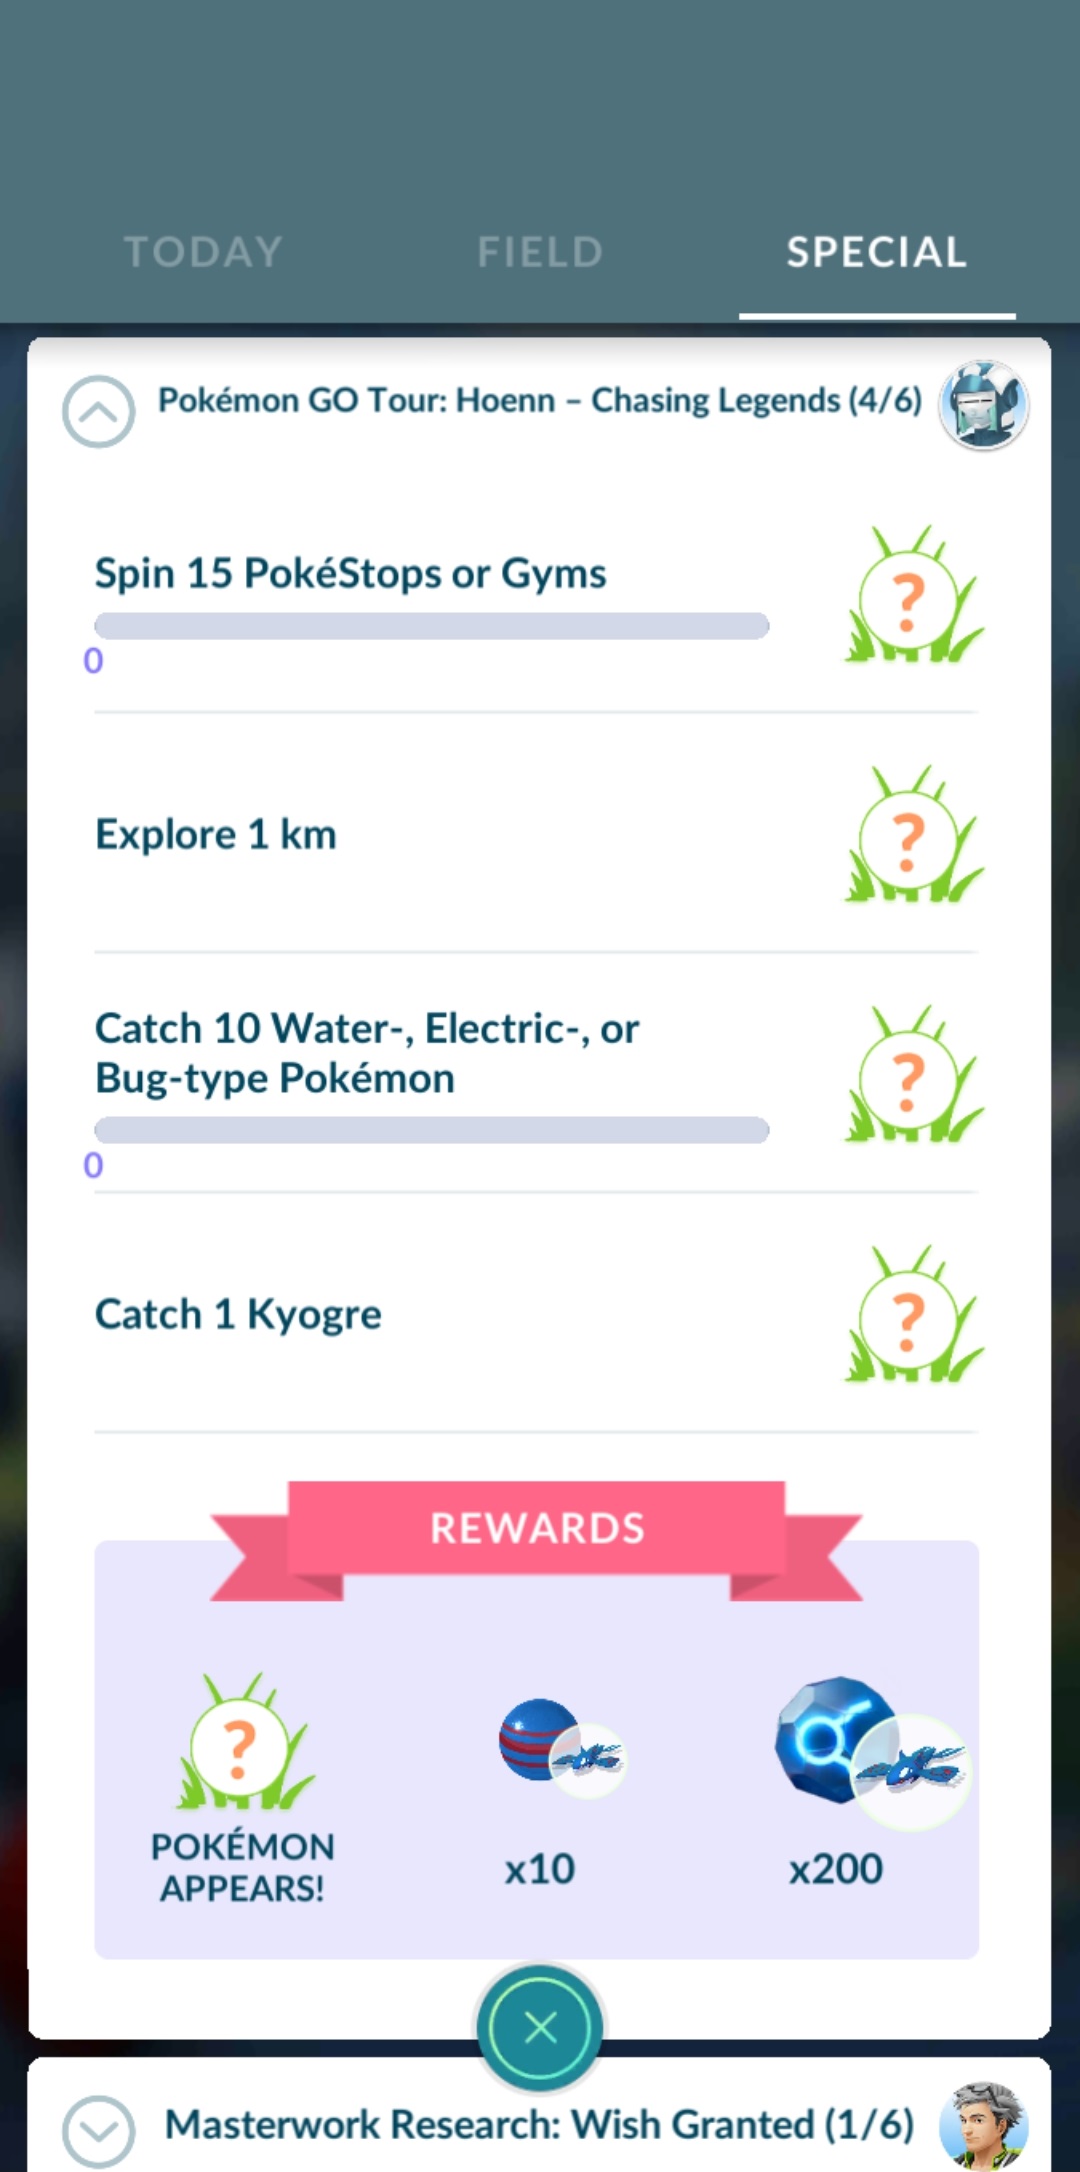 TODAY
FIELD
SPECIAL
Pokémon GO Tour: Hoenn – Chasing Legends (4/6)
Spin 15 PokéStops or Gyms
?
0
Explore 1 km
?
Catch 10 Water-, Electric-, or
Bug-type Pokémon
?
0
Catch 1 Kyogre
?
REWARDS
?
POKÉMON
APPEARS!
x10
x200
Masterwork Research: Wish Granted (1/6)